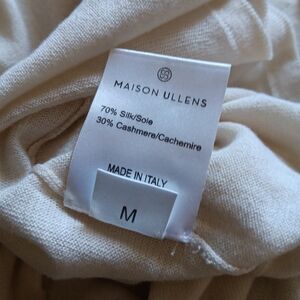 MAISON ULLENS
70% Silk/Soie
30% Cashmere/Cachemire
MADE IN ITALY
M